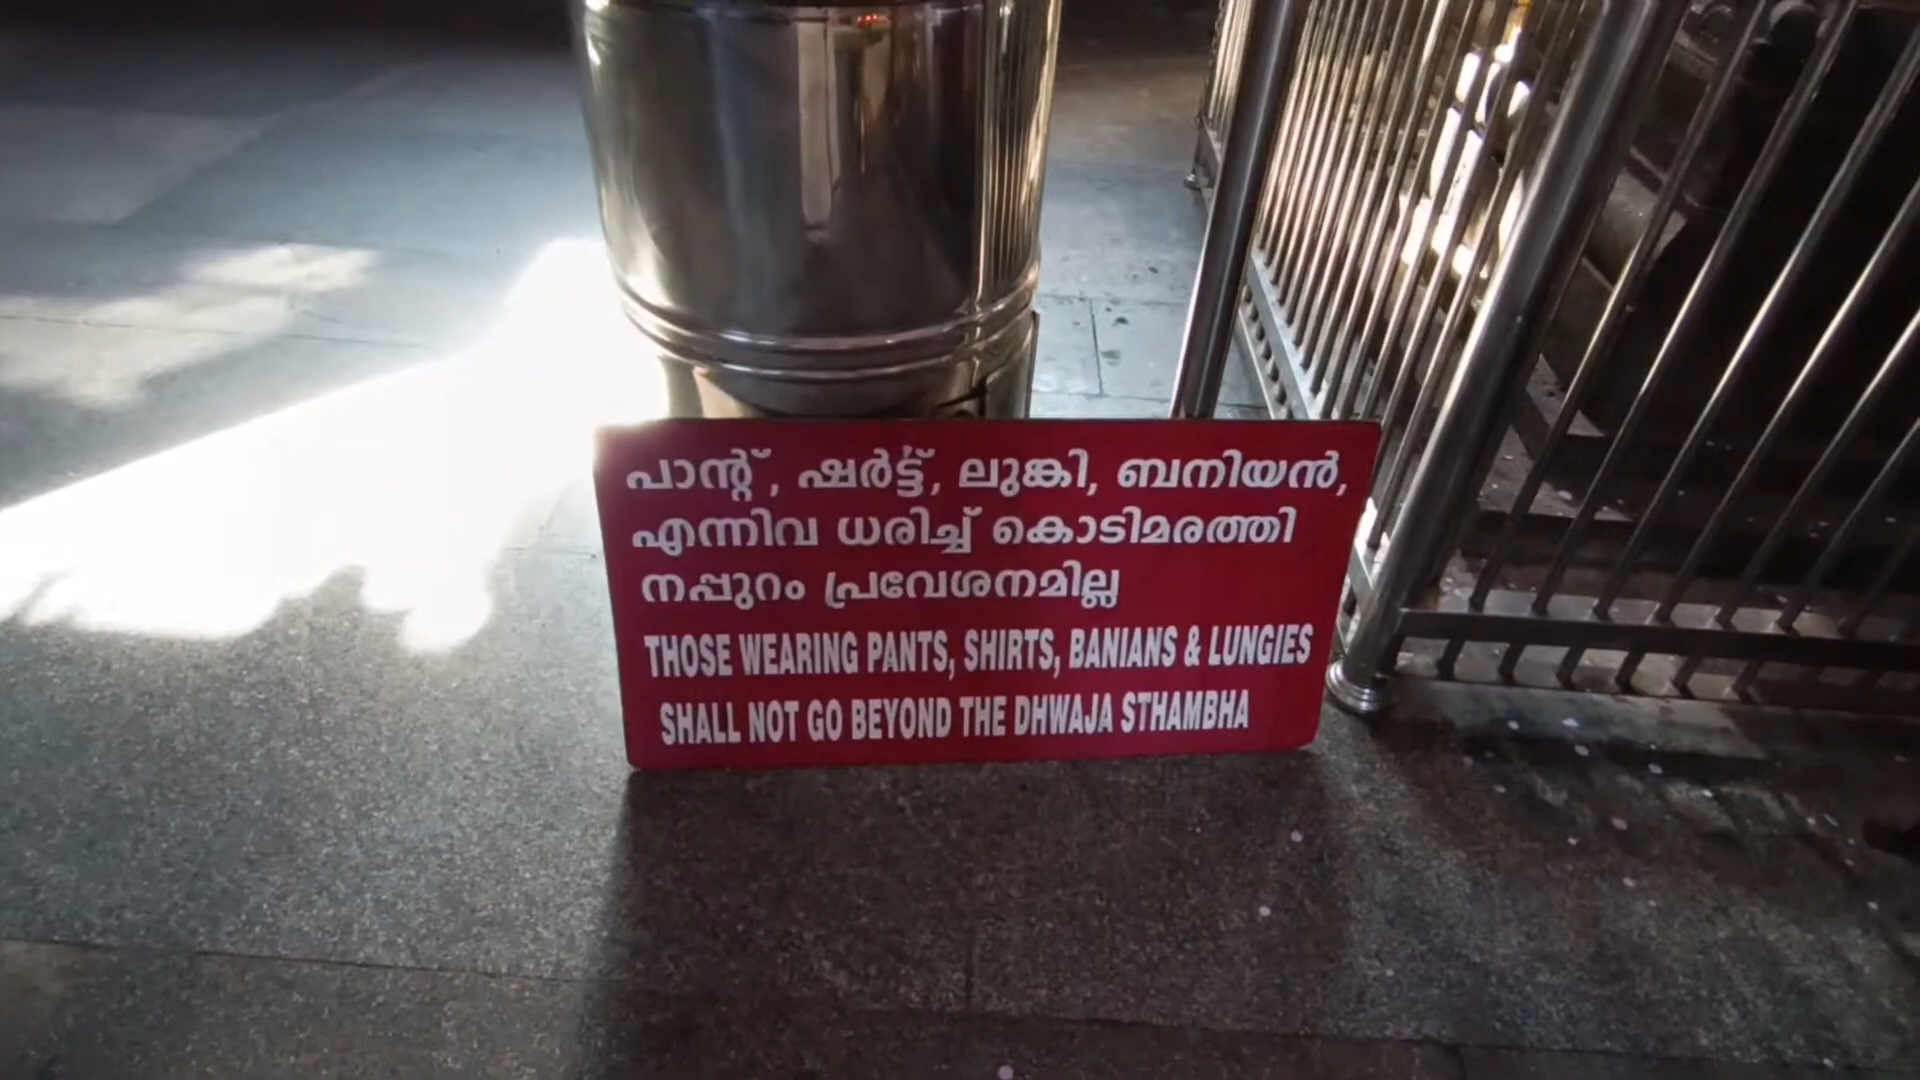 പാന്റ്, ഷർട്ട്, ലുങ്കി, ബനിയൻ,
എന്നിവ ധരിച്ച് കൊടിമരത്തി
നപ്പുറം പ്രവേശനമില്ല
THOSE WEARING PANTS, SHIRTS, BANIANS & LUNGIES
SHALL NOT GO BEYOND THE DHWAJA STHAMBHA